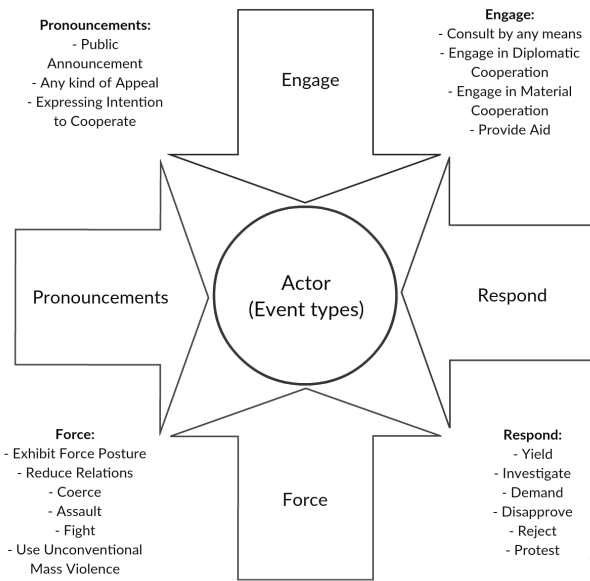 Pronouncements:
- Public
Announcement
- Any kind of Appeal
- Expressing Intention
to Cooperate
Engage
Engage:
- Consult by any means
- Engage in Diplomatic
Cooperation
- Engage in Material
Cooperation
- Provide Aid
Pronouncements
Actor
(Event types)
Respond
Force:
- Exhibit Force Posture
- Reduce Relations
- Coerce
- Assault
- Fight
- Use Unconventional
Mass Violence
Force
Respond:
- Yield
- Investigate
- Demand
- Disapprove
- Reject
- Protest